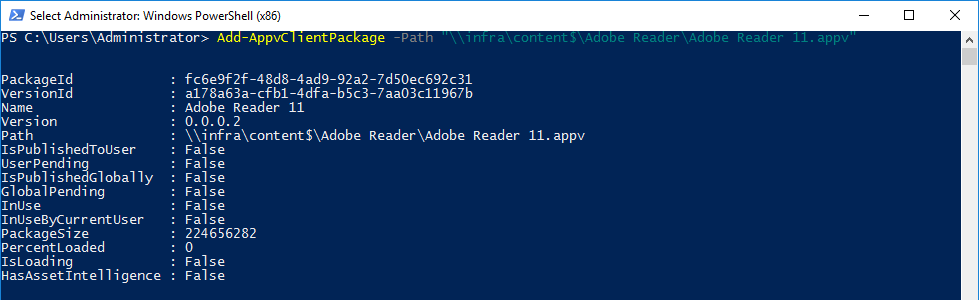 Select Administrator: Windows PowerShell (x86)
PS C:\Users\Administrator> Add-AppvClientPackage -Path "\\infra\content$\Adobe Reader\Adobe Reader 11.appv"
PackageId            : fc6e9f2f-48d8-4ad9-92a2-7d50ec692c31
VersionId            : a178a63a-cfb1-4dfa-b5c3-7aa03c11967b
Name                 : Adobe Reader 11
Version              : 0.0.0.2
Path                 : \\infra\content$\Adobe Reader\Adobe Reader 11.appv
IsPublishedToUser    : False
UserPending          : False
IsPublishedGlobally  : False
GlobalPending        : False
InUse                : False
InUseByCurrentUser   : False
PackageSize          : 224656282
PercentLoaded        : 0
IsLoading            : False
HasAssetIntelligence : False